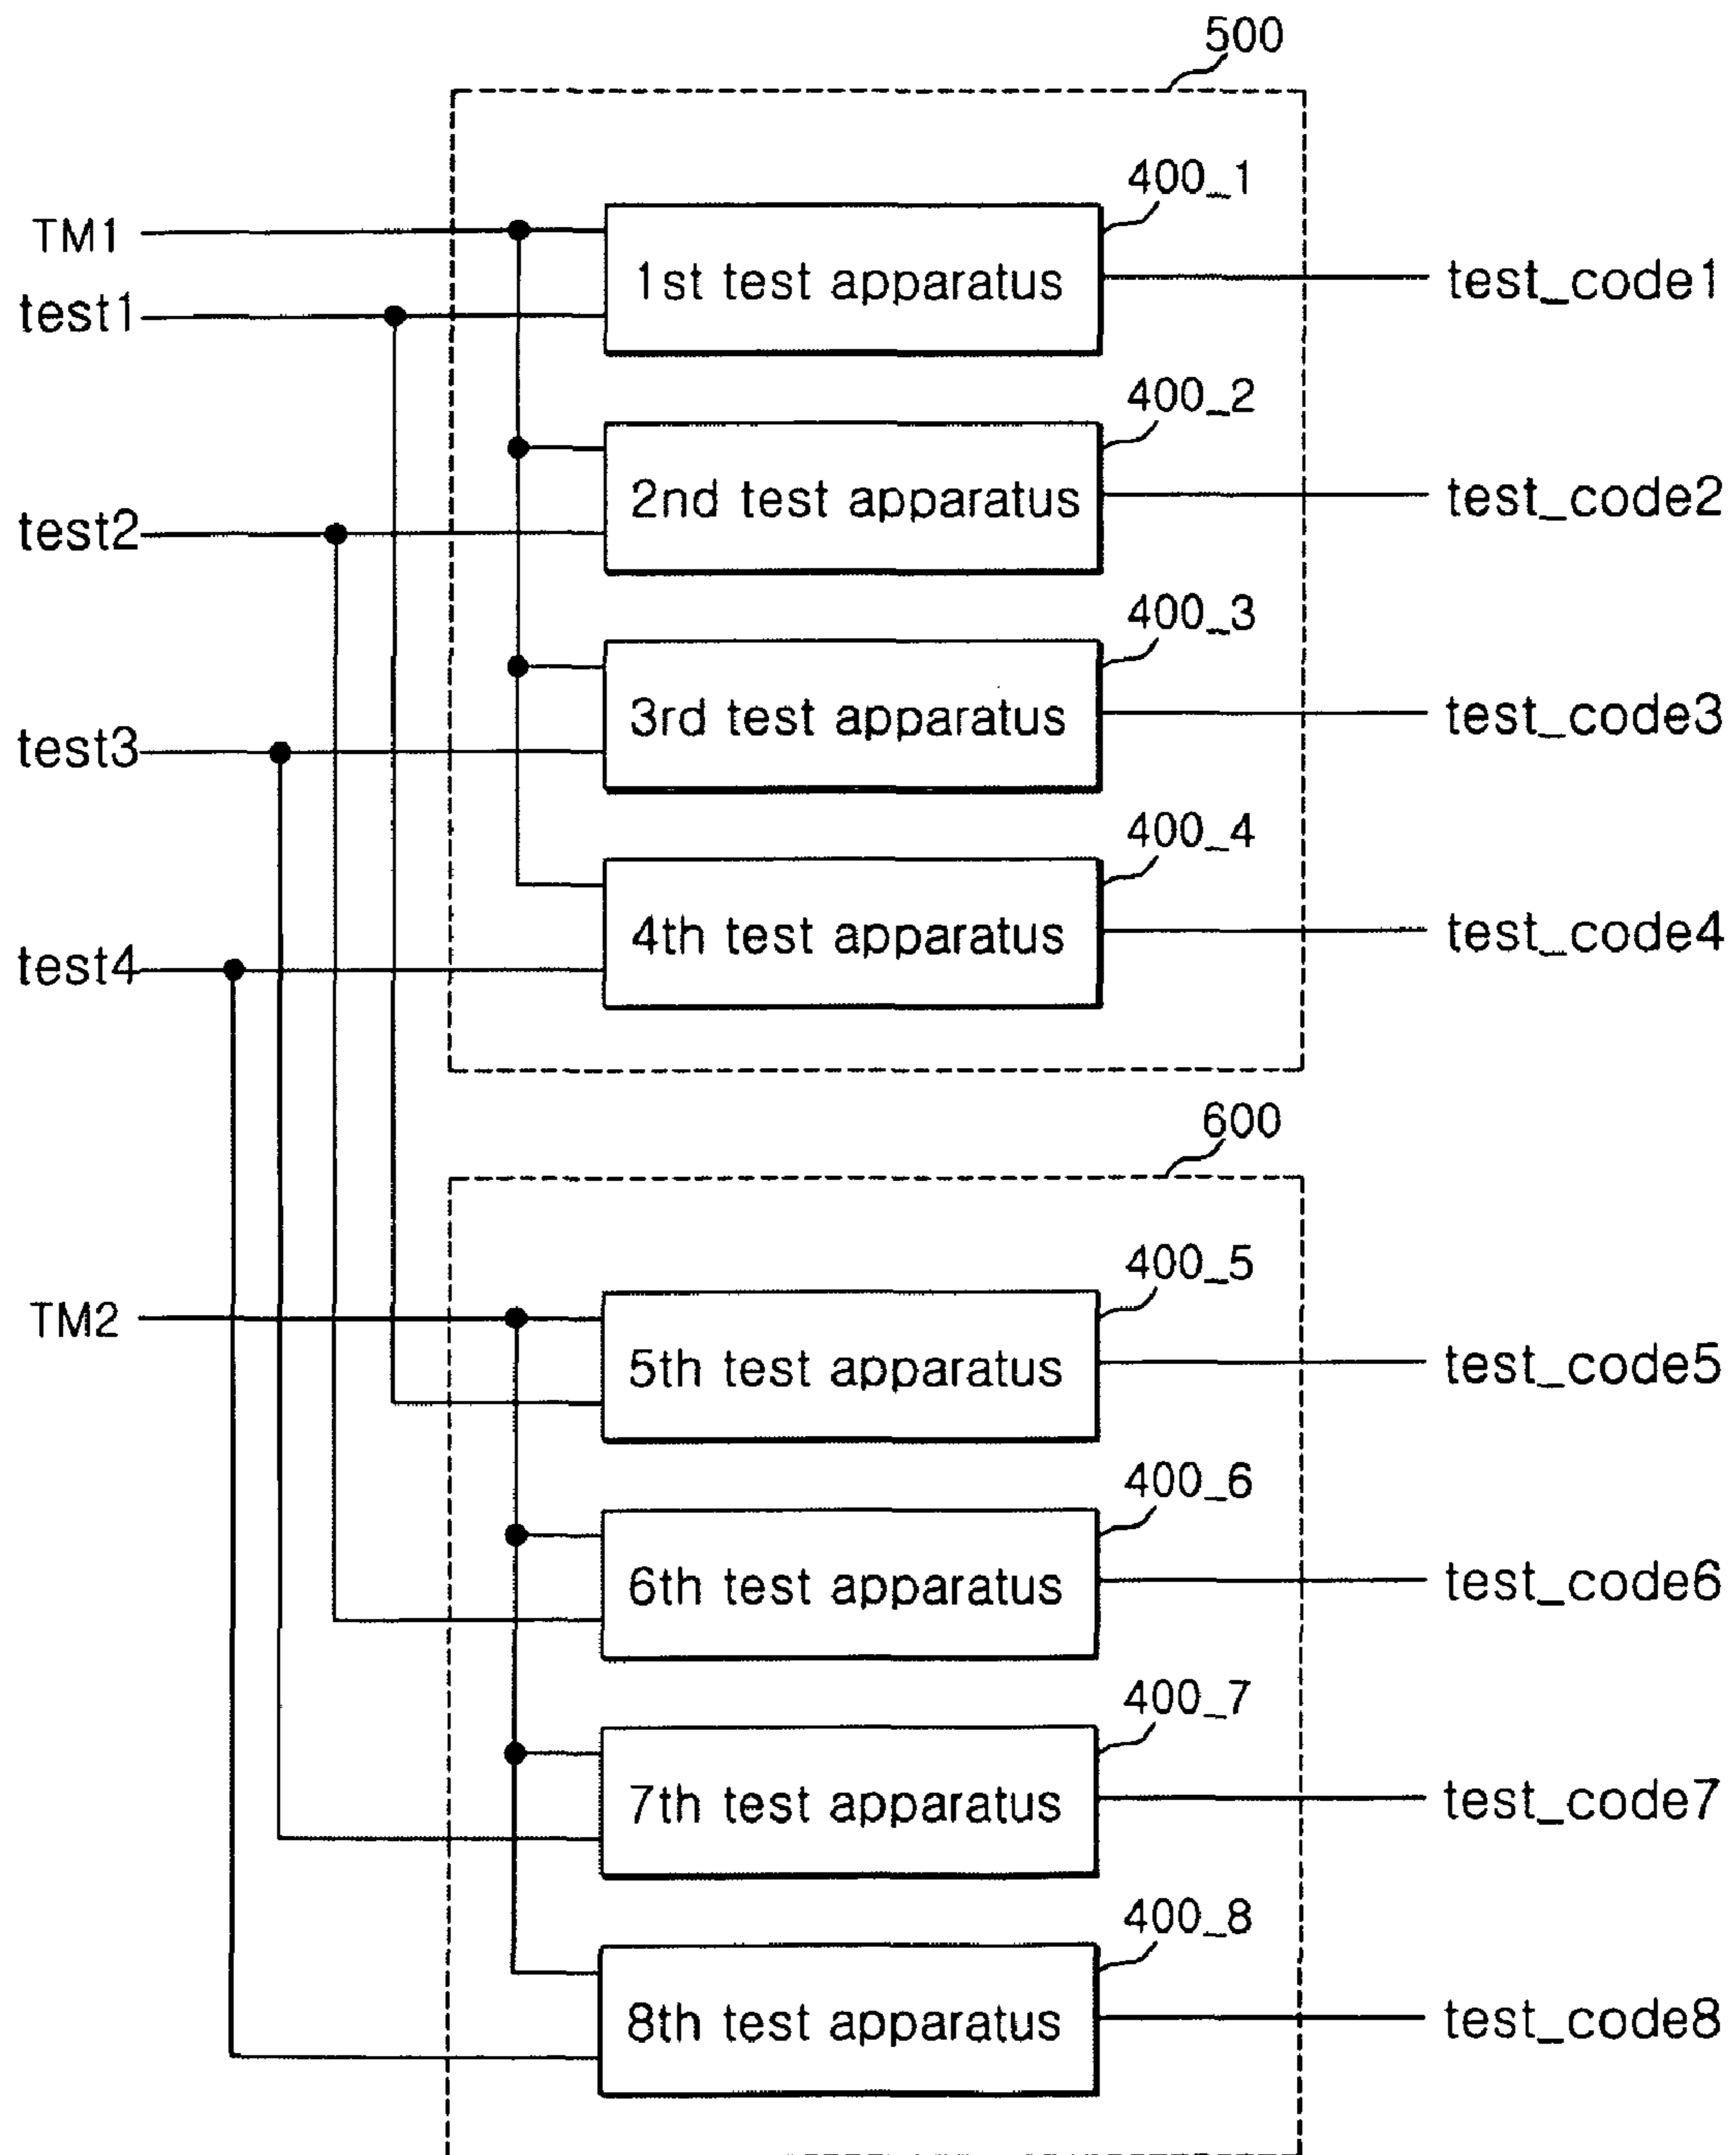 500
400_1
TM1
1st test apparatus
test_code1
test1
400_2
2nd test apparatus
test_code2
test2
400_3
3rd test apparatus
test_code3
test3
400_4
4th test apparatus
test_code4
test4
600
400_5
TM2
5th test apparatus
test_code5
400_6
6th test apparatus
test_code6
400_7
7th test apparatus
test_code7
400_8
8th test apparatus
test_code8